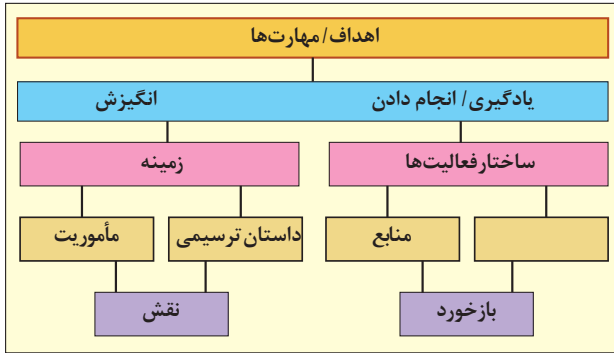 اهداف/مهارت‌ها
یادگیری/ انجام دادن
انگیزش
ساختارفعالیت‌ها
زمینه
منابع
داستان ترسیمی
مأموریت
بازخورد
نقش